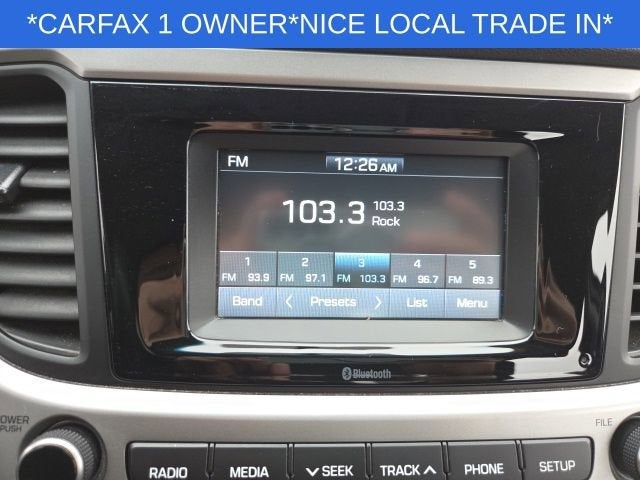 *CARFAX 1 OWNER*NICE LOCAL TRADE IN*
FM 12:26 AM
103.3 103.3
Rock
1 2 3 4 5
FM 93.9 FM 97.1 FM 103.3 FM 96.7 FM 89.3
Band < Presets > List Menu
Bluetooth
POWER FILE
PUSH
RADIO MEDIA SEEK TRACK PHONE SETUP